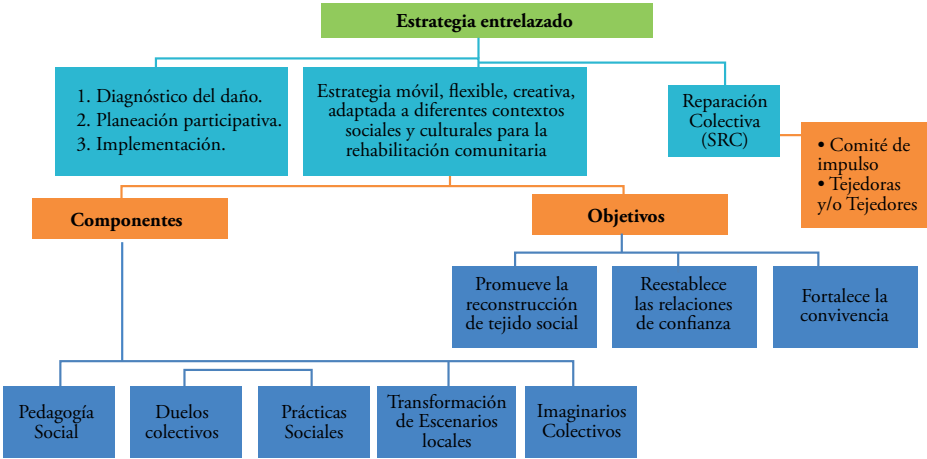 Estrategia entrelazado
1. Diagnóstico del daño.
2. Planeación participativa.
3. Implementación.
Estrategia móvil, flexible, creativa,
adaptada a diferentes contextos
sociales y culturales para la
rehabilitación comunitaria
Reparación
Colectiva
(SRC)
• Comité de
impulso
• Tejedoras
y/o Tejedores
Componentes
Objetivos
Promueve la
reconstrucción
de tejido social
Reestablece
las relaciones
de confianza
Fortalece la
convivencia
Pedagogía
Social
Duelos
colectivos
Prácticas
Sociales
Transformación
de Escenarios
locales
Imaginarios
Colectivos